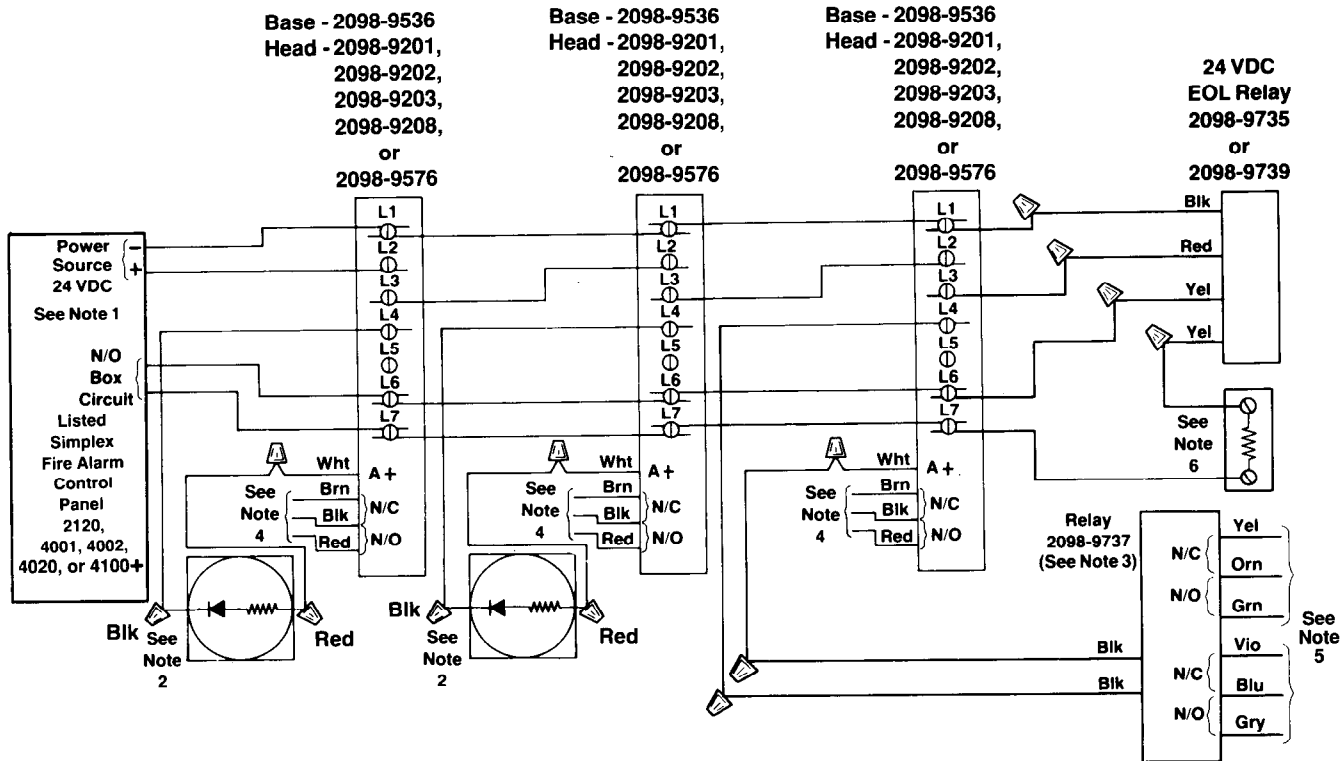 Base - 2098-9536
Head - 2098-9201,
2098-9202,
2098-9203,
2098-9208,
or
2098-9576
Base - 2098-9536
Head - 2098-9201,
2098-9202,
2098-9203,
2098-9208,
or
2098-9576
Base - 2098-9536
Head - 2098-9201,
2098-9202,
2098-9203,
2098-9208,
or
2098-9576
24 VDC
EOL Relay
2098-9735
or
2098-9739
Power
Source
24 VDC
- 
+
See Note 1
N/O
Box
Circuit
Listed
Simplex
Fire Alarm
Control
Panel
2120,
4001, 4002,
4020, or 4100+
L1
L2
L3
L4
L5
L6
L7
A +
Wht
Brn
Blk
Red
N/C
N/O
See
Note
4
Blk
See
Note
2
Red
L1
L2
L3
L4
L5
L6
L7
A +
Wht
Brn
Blk
Red
N/C
N/O
See
Note
4
Blk
See
Note
2
Red
L1
L2
L3
L4
L5
L6
L7
A +
Wht
Brn
Blk
Red
N/C
N/O
See
Note
4
Blk
Red
Yel
Yel
See
Note
6
Relay
2098-9737
(See Note 3)
Blk
Blk
N/C
N/O
N/C
N/O
Yel
Orn
Grn
Vio
Blu
Gry
See
Note
5